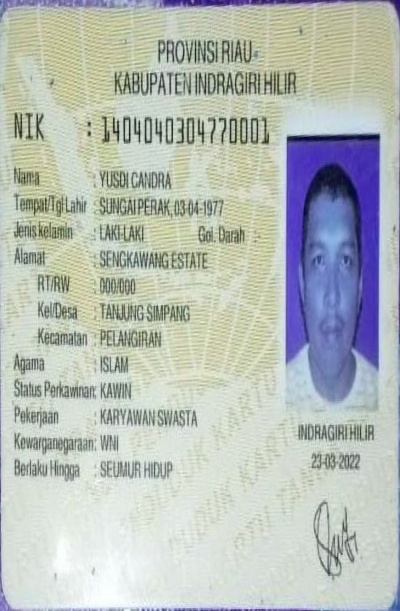 PROVINSI RIAU
KABUPATEN INDRAGIRI HILIR
NIK : 1404040304770001
Nama : YUSDI CANDRA
Tempat/Tgl Lahir : SUNGAI PERAK, 03-04-1977
Jenis kelamin : LAKI-LAKI Gol. Darah :-
Alamat : SENGKAWANG ESTATE
RT/RW : 000/000
Kel/Desa : TANJUNG SIMPANG
Kecamatan : PELANGIRAN
Agama : ISLAM
Status Perkawinan: KAWIN
Pekerjaan : KARYAWAN SWASTA
Kewarganegaraan: WNI
Berlaku Hingga : SEUMUR HIDUP
INDRAGIRI HILIR
23-03-2022